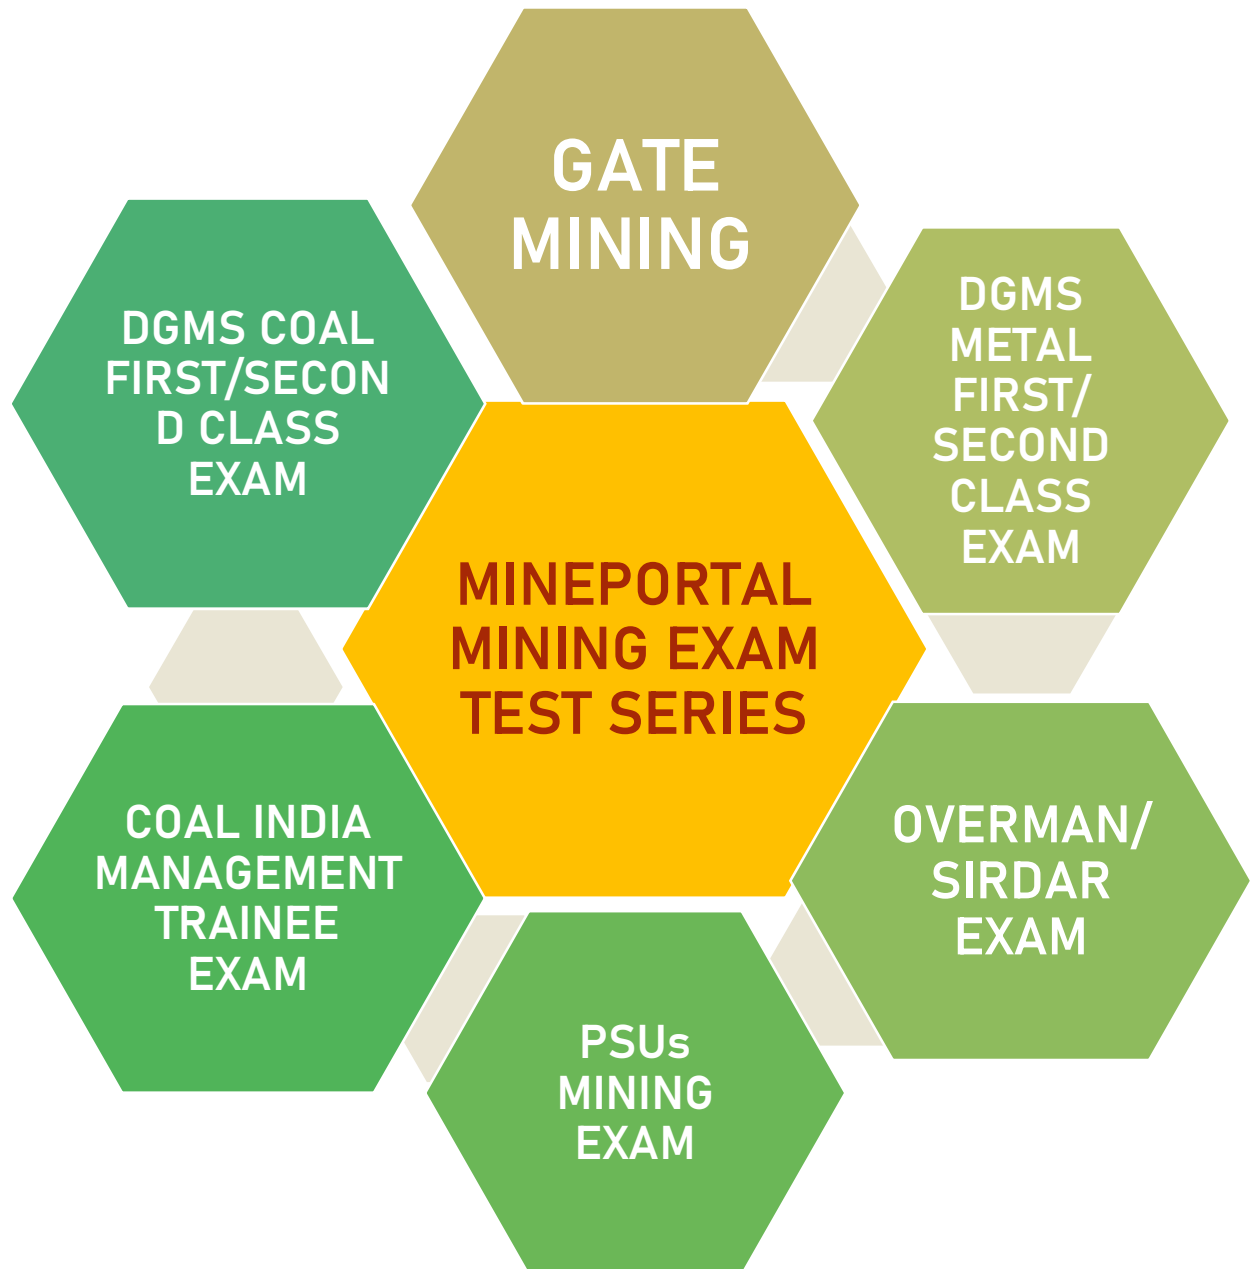 GATE
MINING
DGMS COAL
FIRST/SECON
D CLASS
EXAM
DGMS
METAL
FIRST/
SECOND
CLASS
EXAM
MINEPORTAL
MINING EXAM
TEST SERIES
COAL INDIA
MANAGEMENT
TRAINEE
EXAM
OVERMAN/
SIRDAR
EXAM
PSUs
MINING
EXAM